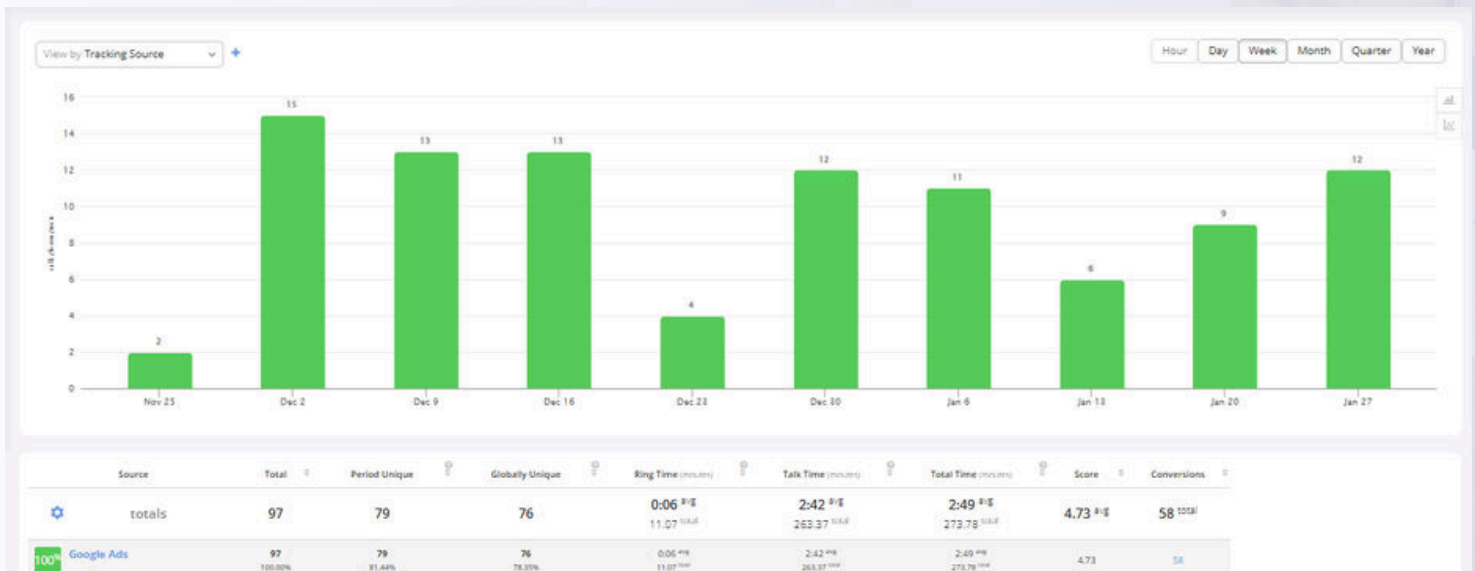 View by Tracking Source +
Hour Day Week Month Quarter Year
16
15
14
13 13
12 12 12
11
10
9
8
6 6
4 4
2 2
0
Nov 25 Dec 2 Dec 9 Dec 16 Dec 23 Dec 30 Jan 6 Jan 13 Jan 20 Jan 27
Source Total Period Unique Globally Unique Ring Time (minutes) Talk Time (minutes) Total Time (minutes) Score Conversions
totals 97 79 76 0:06 avg 2:42 avg 2:49 avg 4.73 avg 58 total
11.07 total 263.37 total 273.78 total
100% Google Ads 97 79 76 0:06 avg 2:42 avg 2:49 avg 4.73 58
100.00% 81.44% 78.35% 11.07 total 263.37 total 273.78 total